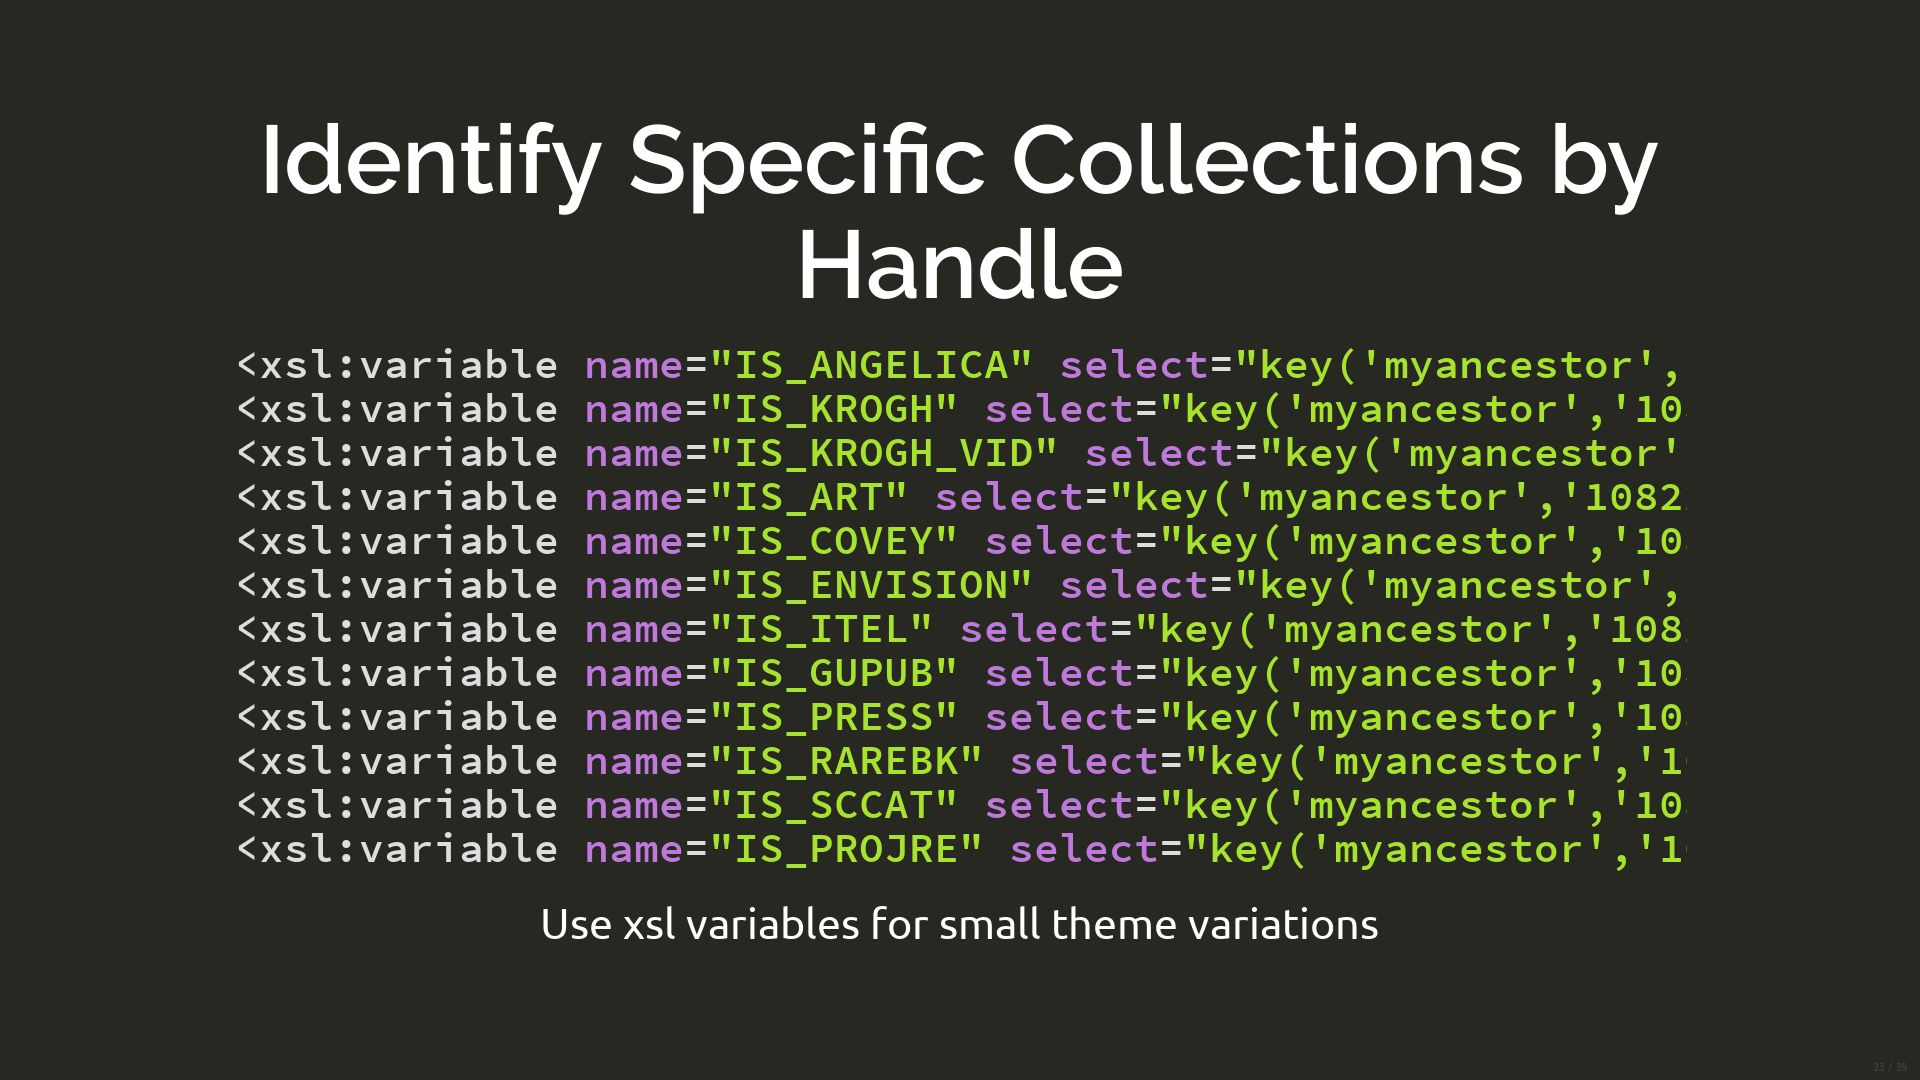 Identify Specific Collections by
Handle
<xsl:variable name="IS_ANGELICA" select="key('myancestor',
<xsl:variable name="IS_KROGH" select="key('myancestor','10
<xsl:variable name="IS_KROGH_VID" select="key('myancestor'
<xsl:variable name="IS_ART" select="key('myancestor','1082
<xsl:variable name="IS_COVEY" select="key('myancestor','10
<xsl:variable name="IS_ENVISION" select="key('myancestor',
<xsl:variable name="IS_ITEL" select="key('myancestor','108
<xsl:variable name="IS_GUPUB" select="key('myancestor','10
<xsl:variable name="IS_PRESS" select="key('myancestor','10
<xsl:variable name="IS_RAREBK" select="key('myancestor','1
<xsl:variable name="IS_SCCAT" select="key('myancestor','10
<xsl:variable name="IS_PROJRE" select="key('myancestor','1
Use xsl variables for small theme variations
23 / 39